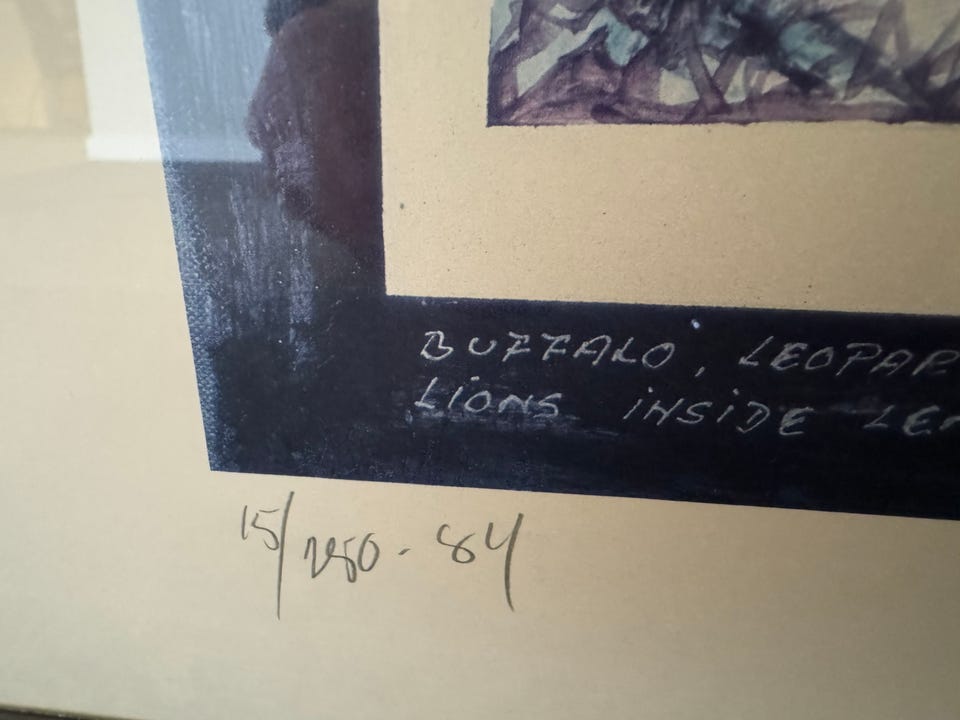 BUFFALO, LEOPAR
LIONS INSIDE LE
15/250 - 84